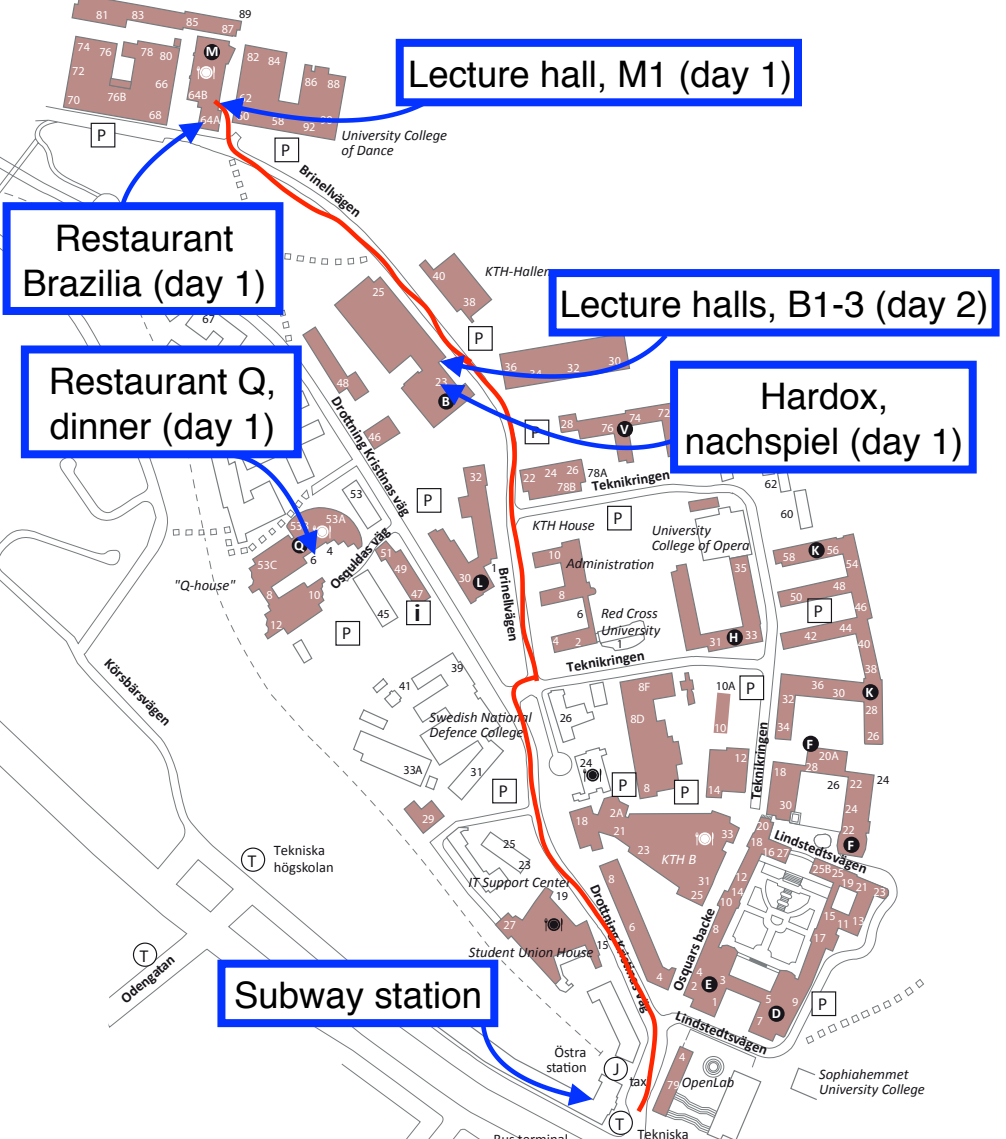 81 83 85 87 89
M
74 76 78 80
72
70
76B
66
68
64B
64A
82 84
86 88
62
60 58 92
Lecture hall, M1 (day 1)
University College
of Dance
P
P
Brinellvägen
Restaurant
Brazilia (day 1)
67
25
40
38
KTH-Hallen
P
Lecture halls, B1-3 (day 2)
36 34 32 30
Restaurant Q,
dinner (day 1)
48
46
23
B
Hardox,
nachspiel (day 1)
P
28 76 74 72
V
Drottning Kristinas väg
32
22 24 26
78B
78A
Teknikringen
62
60
53
53A
P
P
KTH House
University
College of Opera
Q
6
4
53C
8
10
12
"Q-house"
Osquldas väg
51
49
47
45
i
P
30
L
1
Brinellvägen
10
Administration
8
6
4 2
Red Cross
University
1
35
31
H
33
58
K
56
54
50 48
46
P
42 44
40
38
Teknikringen
Körsbärsvägen
39
41
Swedish National
Defence College
33A
31
26
24
8F
8D
8
10A
10
P
12
14
Teknikringen
36 30
32
34
K
28
26
F
20A
28
18
26
22
24
24
30
22
F
P
P
P
29
18
2A
21
23
KTH B
33
31
25
20
18
16 27
Lindstedtsvägen
25B 25
19 21
23
T
Tekniska
högskolan
25
23
IT Support Center
19
27
Student Union House
15
8
6
4
Drottning Kristinas väg
Osquars backe
12
14
10
8
15
11
13
17
T
Odengatan
Subway station
4
2
E
3
1
5
9
7
D
P
Lindstedtsvägen
Östra
station
J
taxi
4
79
OpenLab
Sophiahemmet
University College
T
Tekniska
Bus terminal